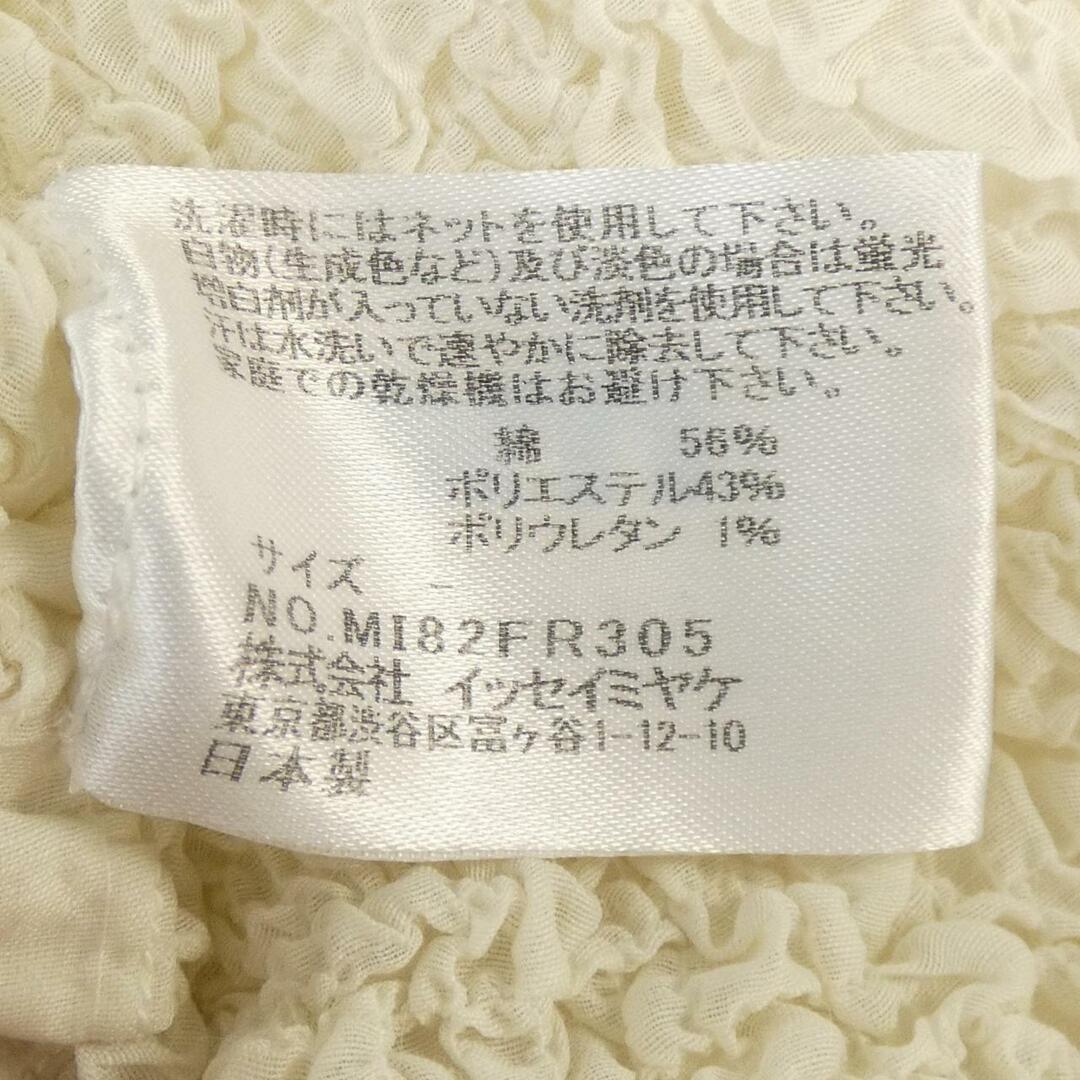 洗濯時にはネットを使用して下さい。
白物(生成色など)及び淡色の場合は蛍光
増白剤が入っていない洗剤を使用して下さい。
汗は水洗いで速やかに除去して下さい。
家庭での乾燥機はお避け下さい。
綿 56%
ポリエステル43%
ポリウレタン 1%
サイズ －
NO.MI82FR305
株式会社 イッセイミヤケ
東京都渋谷区富ヶ谷1-12-10
日本製